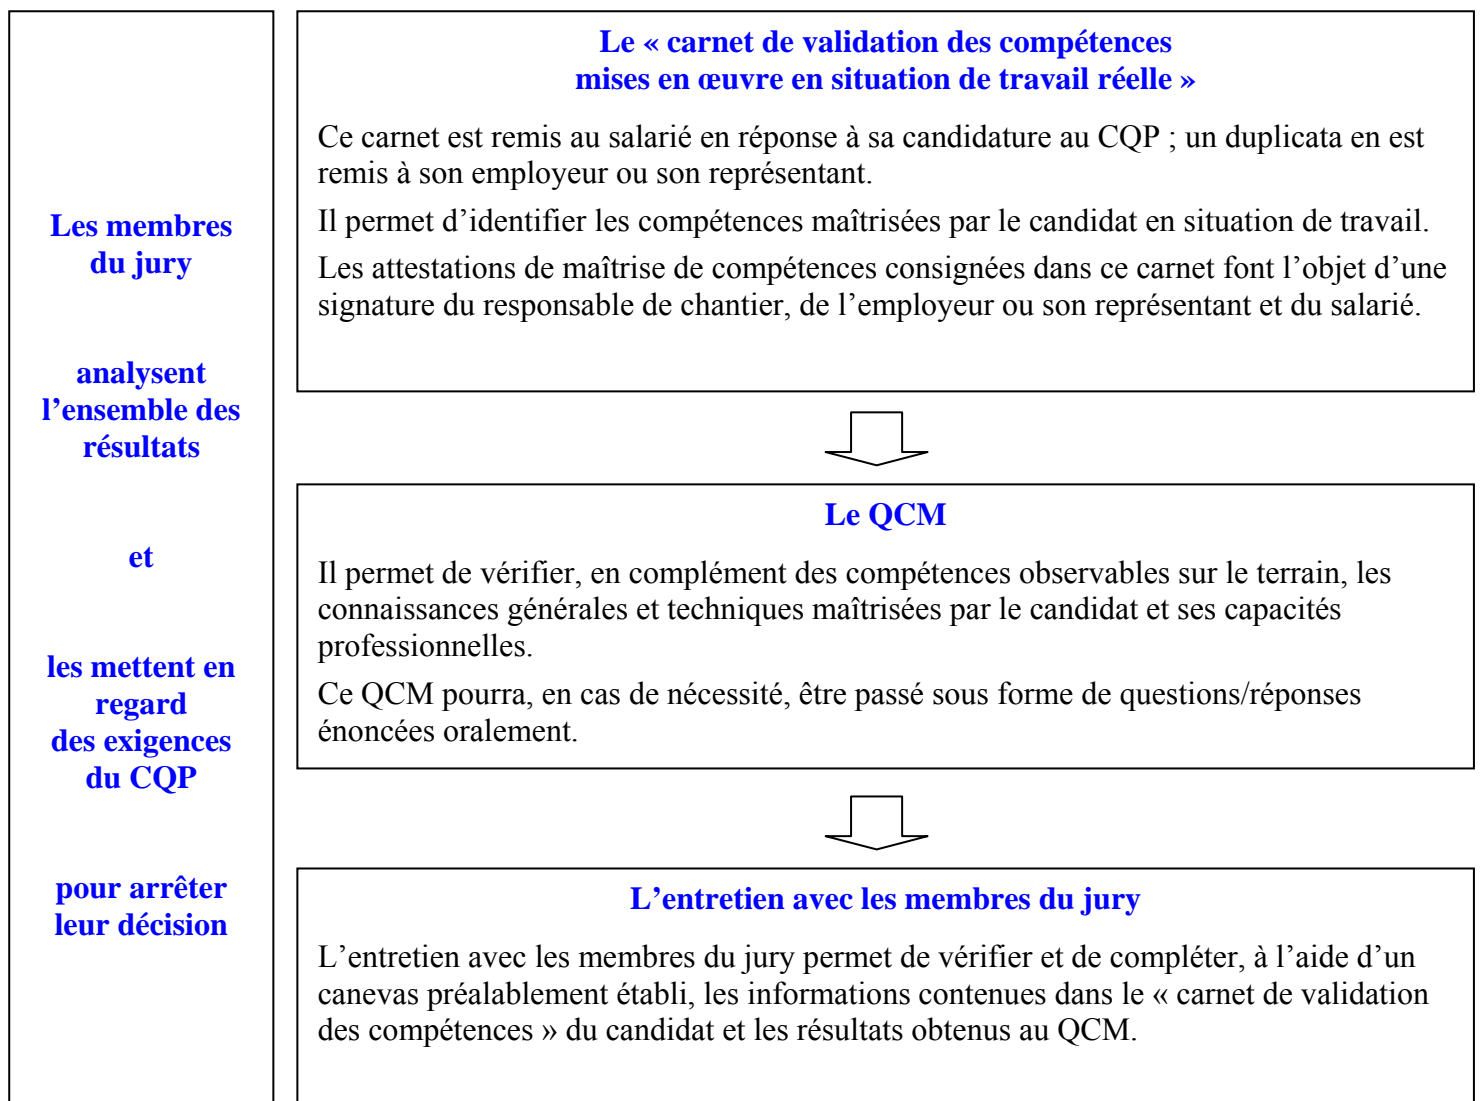 Les membres
du jury
analysent
l’ensemble des
résultats
et
les mettent en
regard
des exigences
du CQP
pour arrêter
leur décision
Le « carnet de validation des compétences
mises en œuvre en situation de travail réelle »
Ce carnet est remis au salarié en réponse à sa candidature au CQP ; un duplicata en est
remis à son employeur ou son représentant.
Il permet d’identifier les compétences maîtrisées par le candidat en situation de travail.
Les attestations de maîtrise de compétences consignées dans ce carnet font l’objet d’une
signature du responsable de chantier, de l’employeur ou son représentant et du salarié.
Le QCM
Il permet de vérifier, en complément des compétences observables sur le terrain, les
connaissances générales et techniques maîtrisées par le candidat et ses capacités
professionnelles.
Ce QCM pourra, en cas de nécessité, être passé sous forme de questions/réponses
énoncées oralement.
L’entretien avec les membres du jury
L’entretien avec les membres du jury permet de vérifier et de compléter, à l’aide d’un
canevas préalablement établi, les informations contenues dans le « carnet de validation
des compétences » du candidat et les résultats obtenus au QCM.